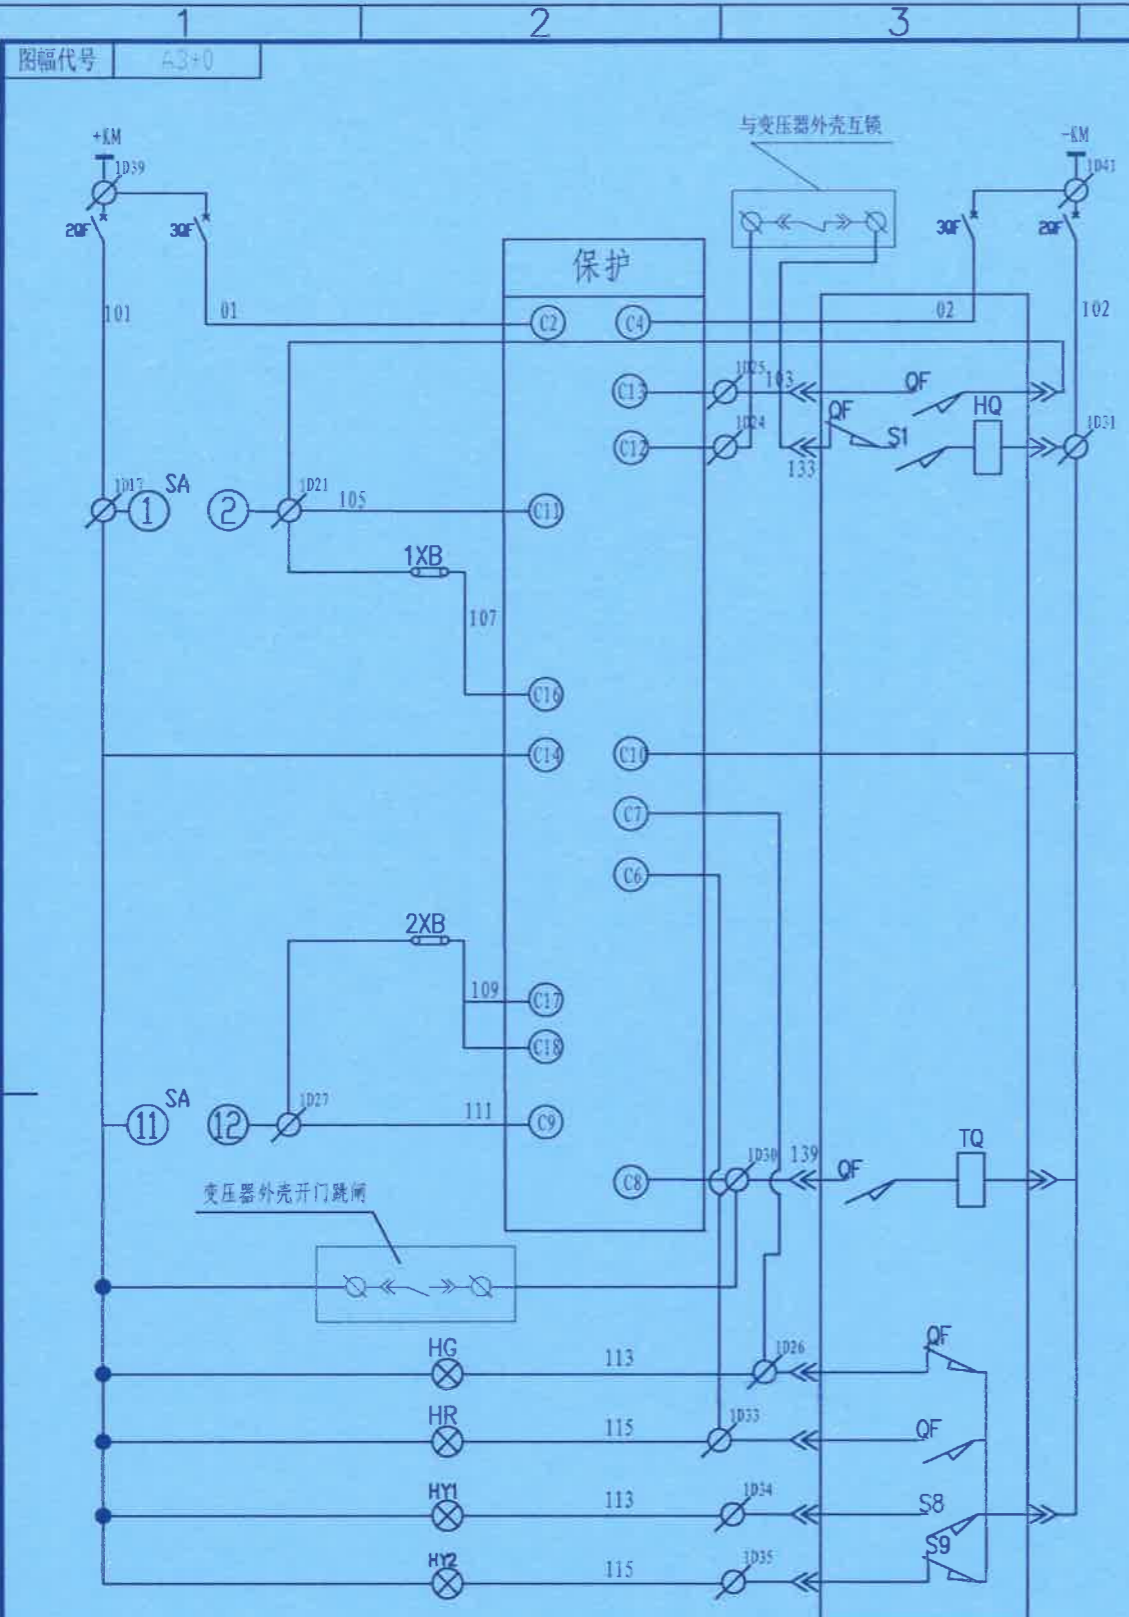 1 2 3
图幅代号 A3+0
+KM
与变压器外壳互锁
-KM
1D39
1D41
2QF 3QF
3QF 2QF
保护
101 01
C2 C4
02 102
1D25 103 QF
C13
QF HQ
1D24 S1 1D31
C12
133
1D17 SA 1D21
1 2 105 C11
1XB
107
C16
C14 C10
C7
C6
2XB
109 C17
C18
SA 1D27
11 12 111 C9
TQ
1D30 139 QF
C8
变压器外壳开门跳闸
QF
HG 113 1D26
HR 115 1D33 QF
HY1 113 1D34 S8
S9
HY2 115 1D35